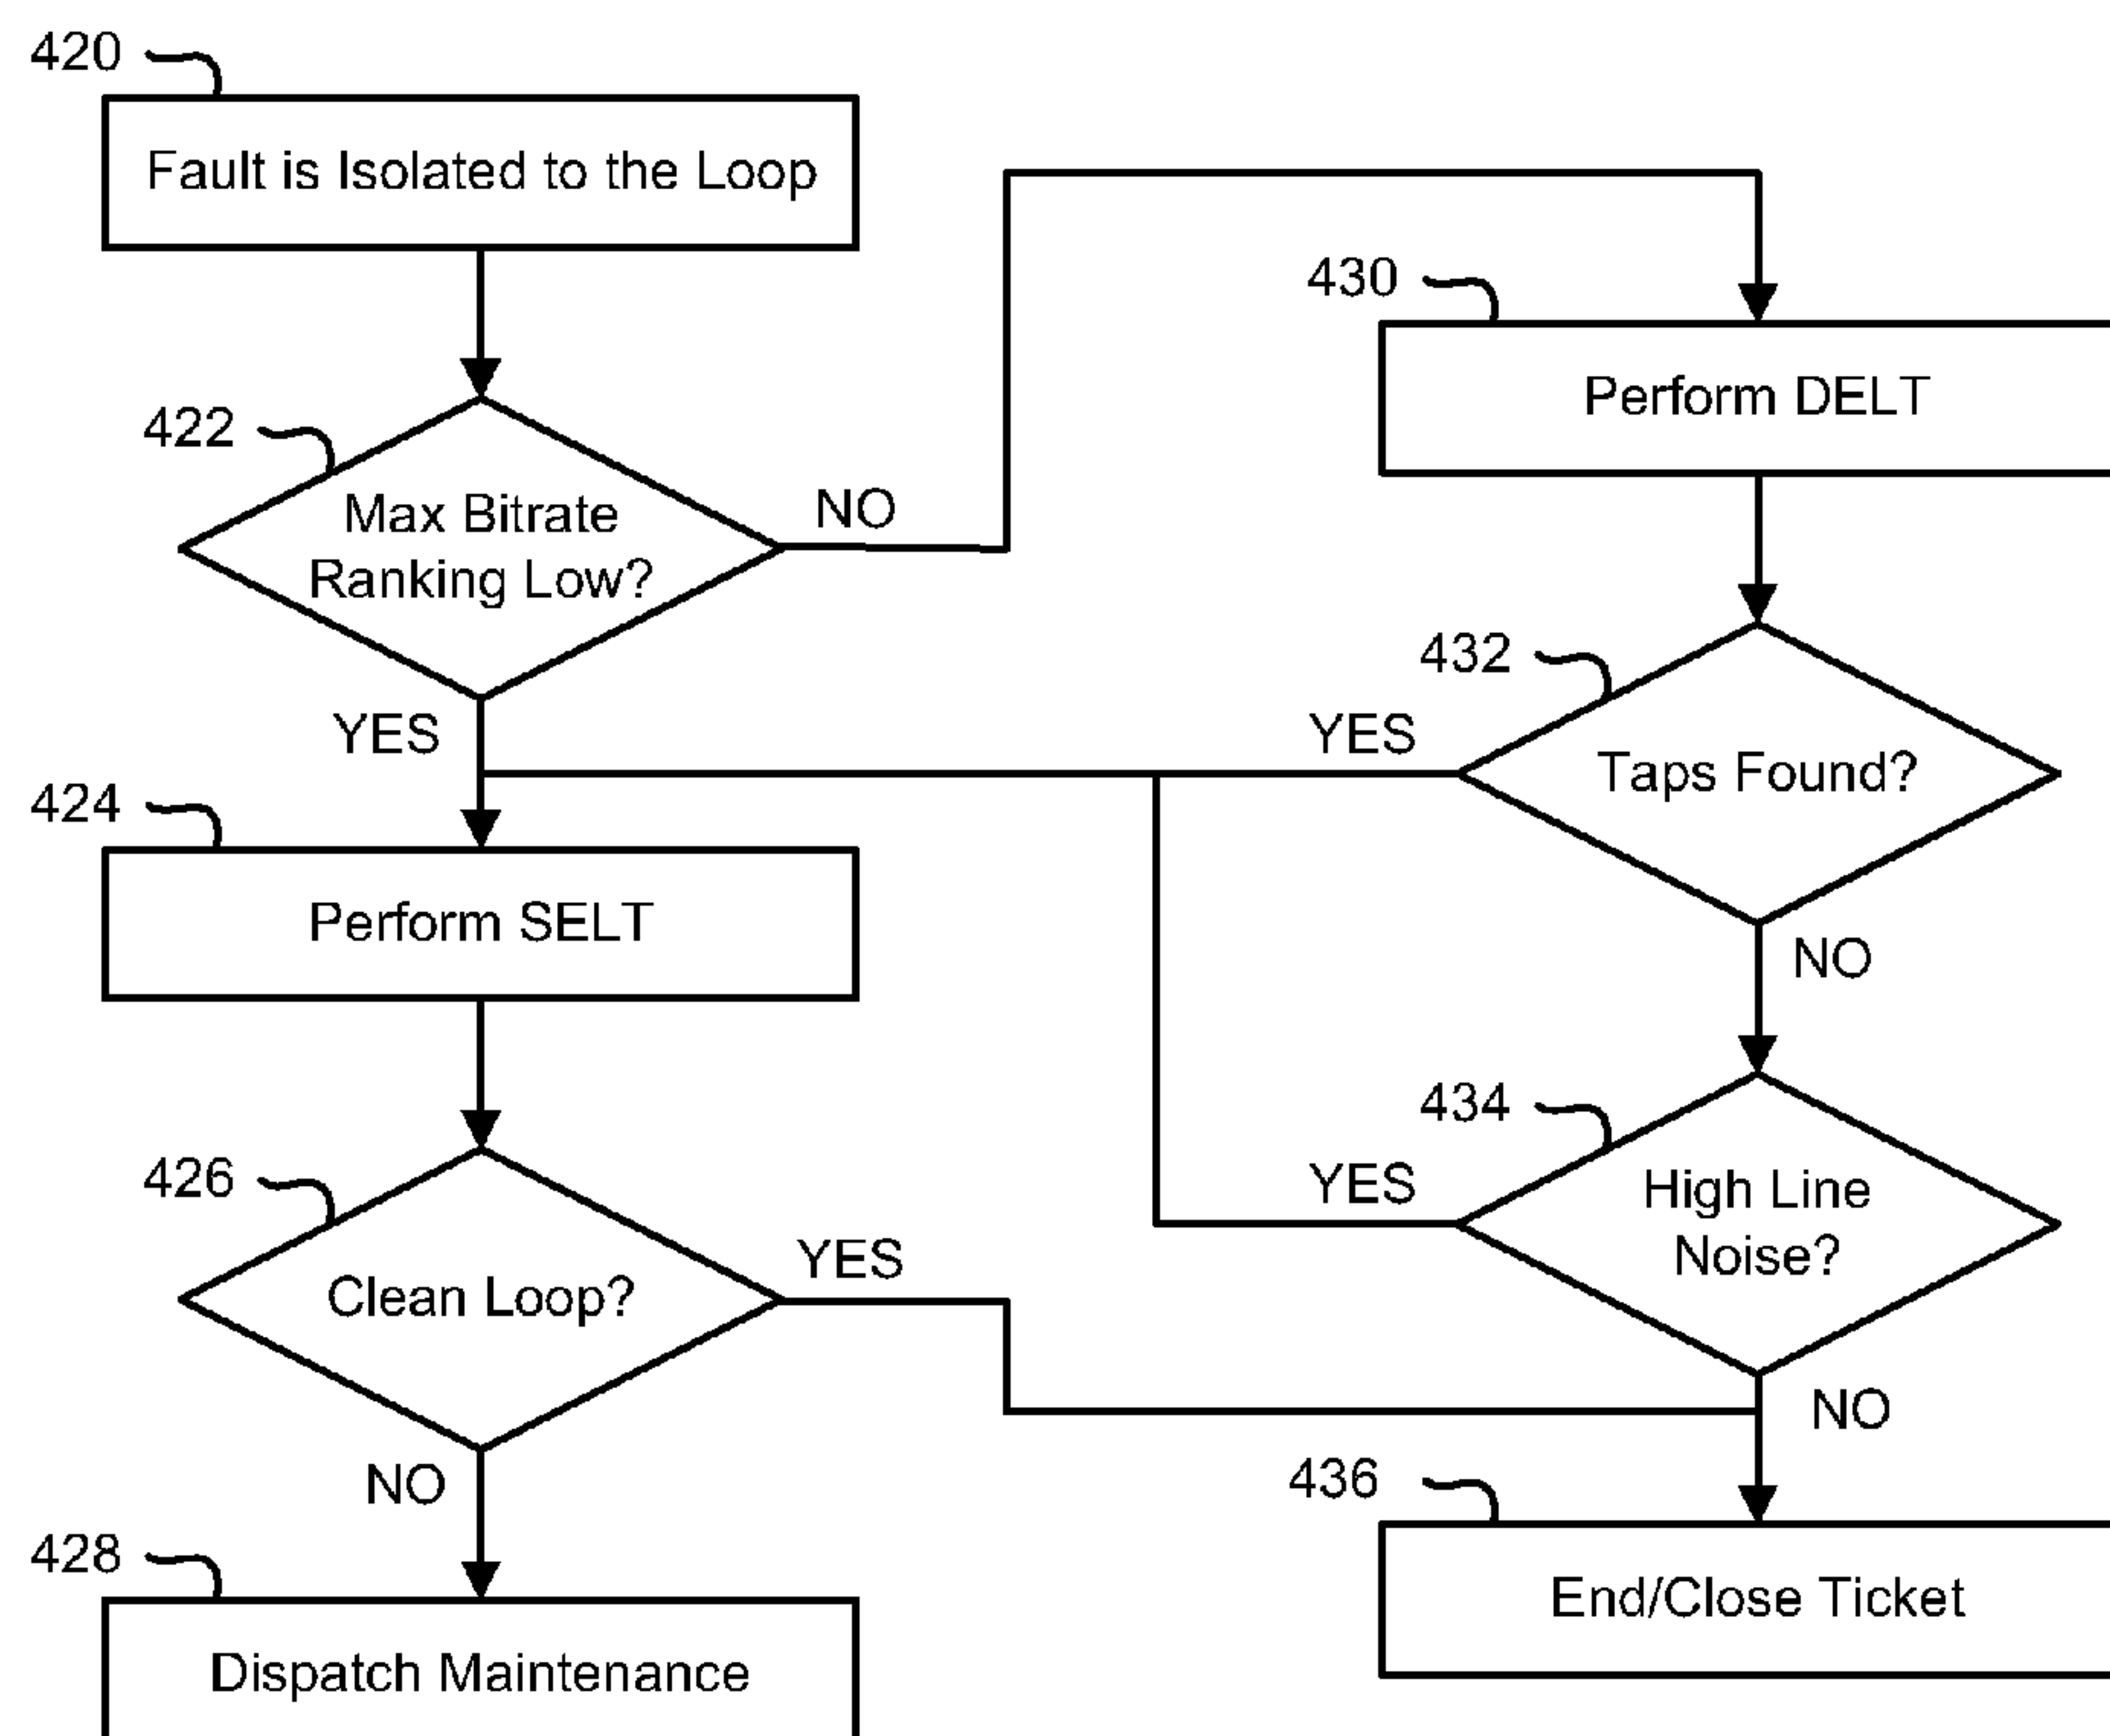 420
Fault is Isolated to the Loop
422
Max Bitrate
Ranking Low?
NO
YES
424
Perform SELT
426
Clean Loop?
YES
NO
428
Dispatch Maintenance
430
Perform DELT
432
Taps Found?
YES
NO
434
High Line
Noise?
YES
NO
436
End/Close Ticket